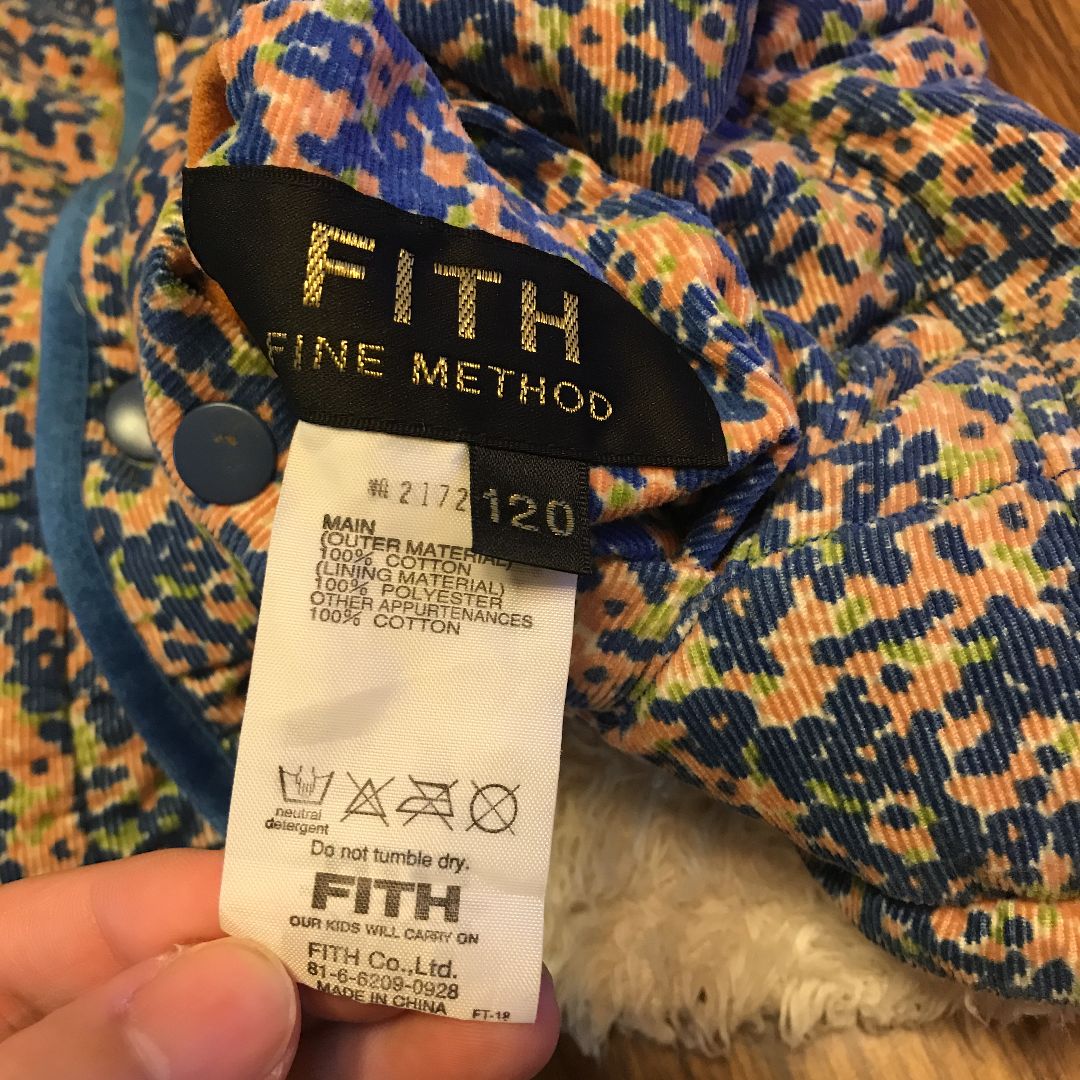 FITH
FINE METHOD
120
2172
MAIN
(OUTER MATERIAL)
100% COTTON
(LINING MATERIAL)
100% POLYESTER
OTHER APPURTENANCES
100% COTTON
neutral
detergent
Do not tumble dry.
FITH
OUR KIDS WILL CARRY ON
FITH Co.,Ltd.
81-6-6209-0928
MADE IN CHINA
FT-18